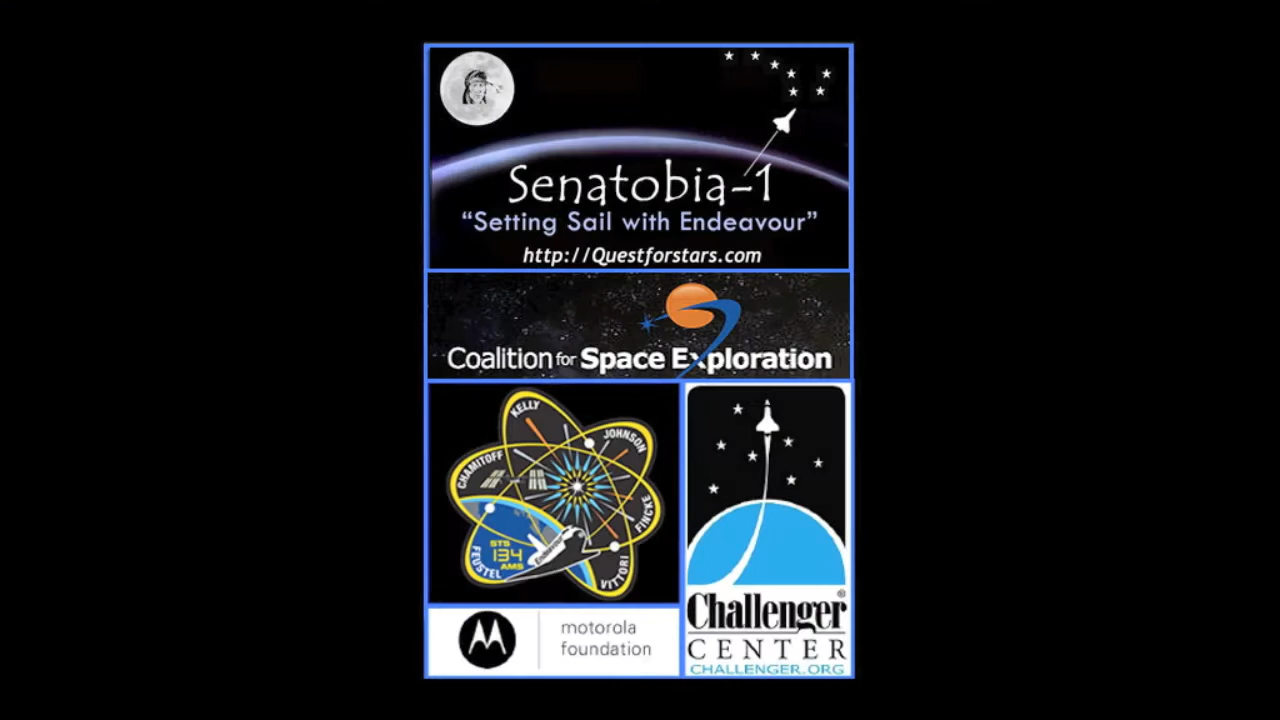 Senatobia-1
“Setting Sail with Endeavour”
http://Questforstars.com
Coalition for Space Exploration
KELLY
JOHNSON
CHAMITOFF
FINCKE
STS
134
AMS
Endeavour
FEUSTEL
VITTORI
motorola
foundation
Challenger®
CENTER
CHALLENGER.ORG